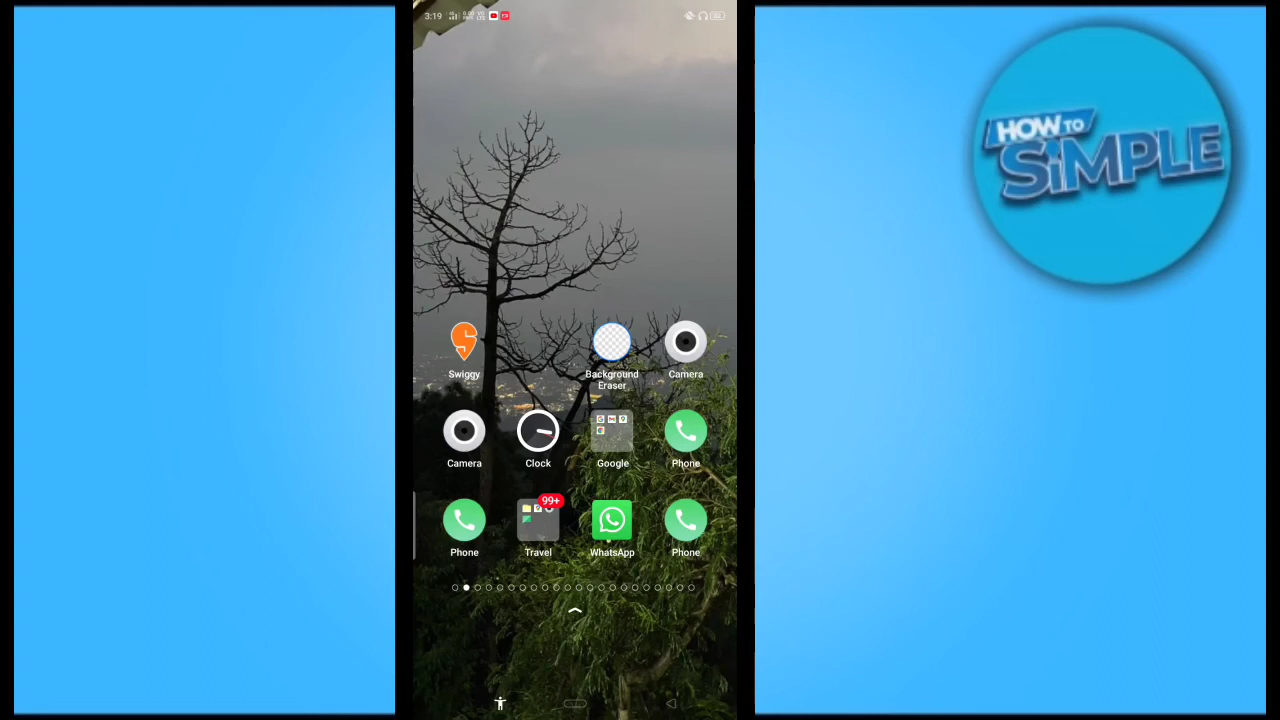 3:19
HOW TO
SiMPLE
Swiggy
Background
Eraser
Camera
Camera
Clock
Google
Phone
99+
Phone
Travel
WhatsApp
Phone